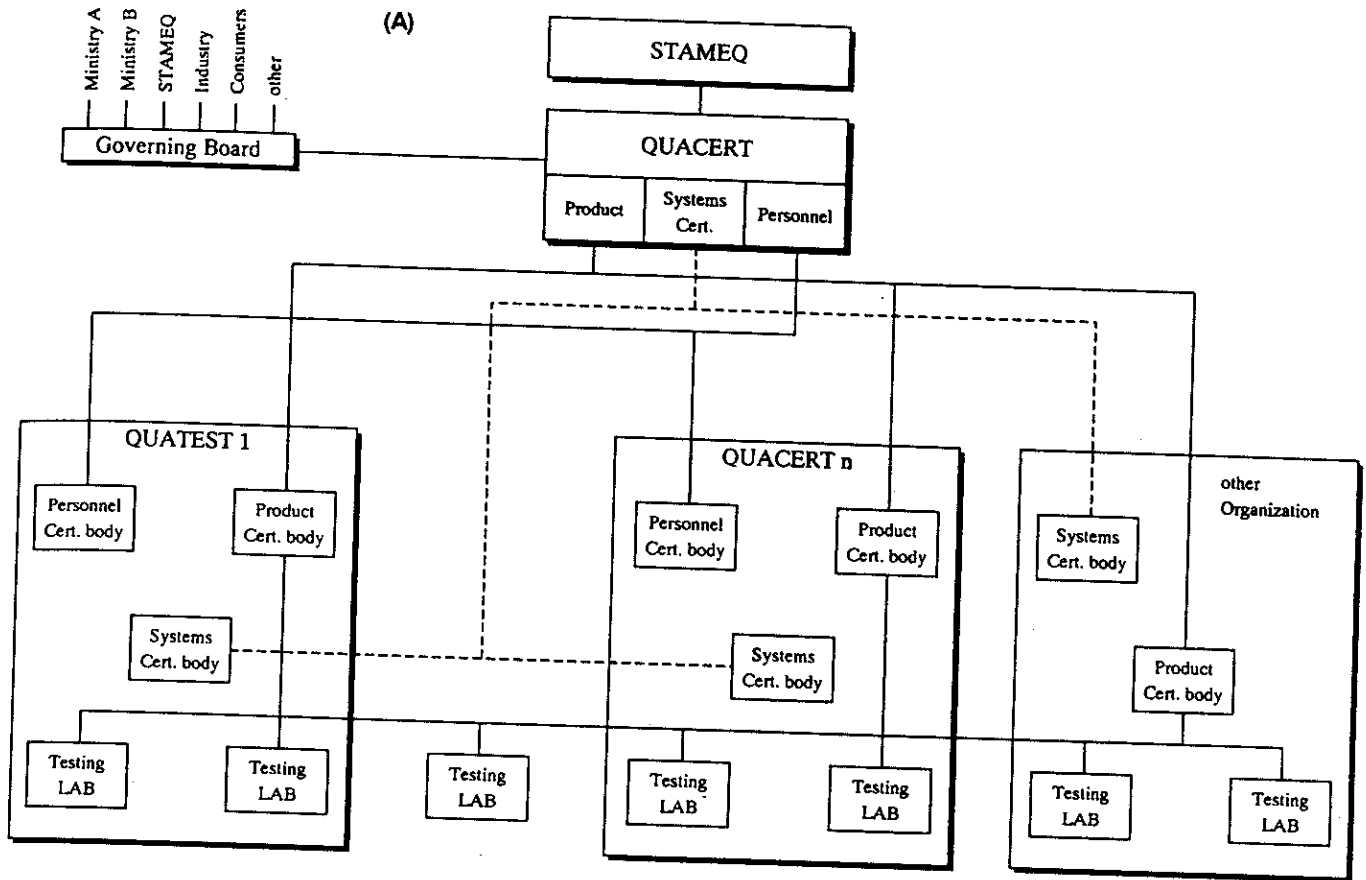 (A)
Ministry A
Ministry B
STAMEQ
Industry
Consumers
other
Governing Board
STAMEQ
QUACERT
Product
Systems
Cert.
Personnel
QUATEST 1
Personnel
Cert. body
Product
Cert. body
Systems
Cert. body
Testing
LAB
Testing
LAB
Testing
LAB
QUACERT n
Personnel
Cert. body
Product
Cert. body
Systems
Cert. body
Testing
LAB
Testing
LAB
other
Organization
Systems
Cert. body
Product
Cert. body
Testing
LAB
Testing
LAB